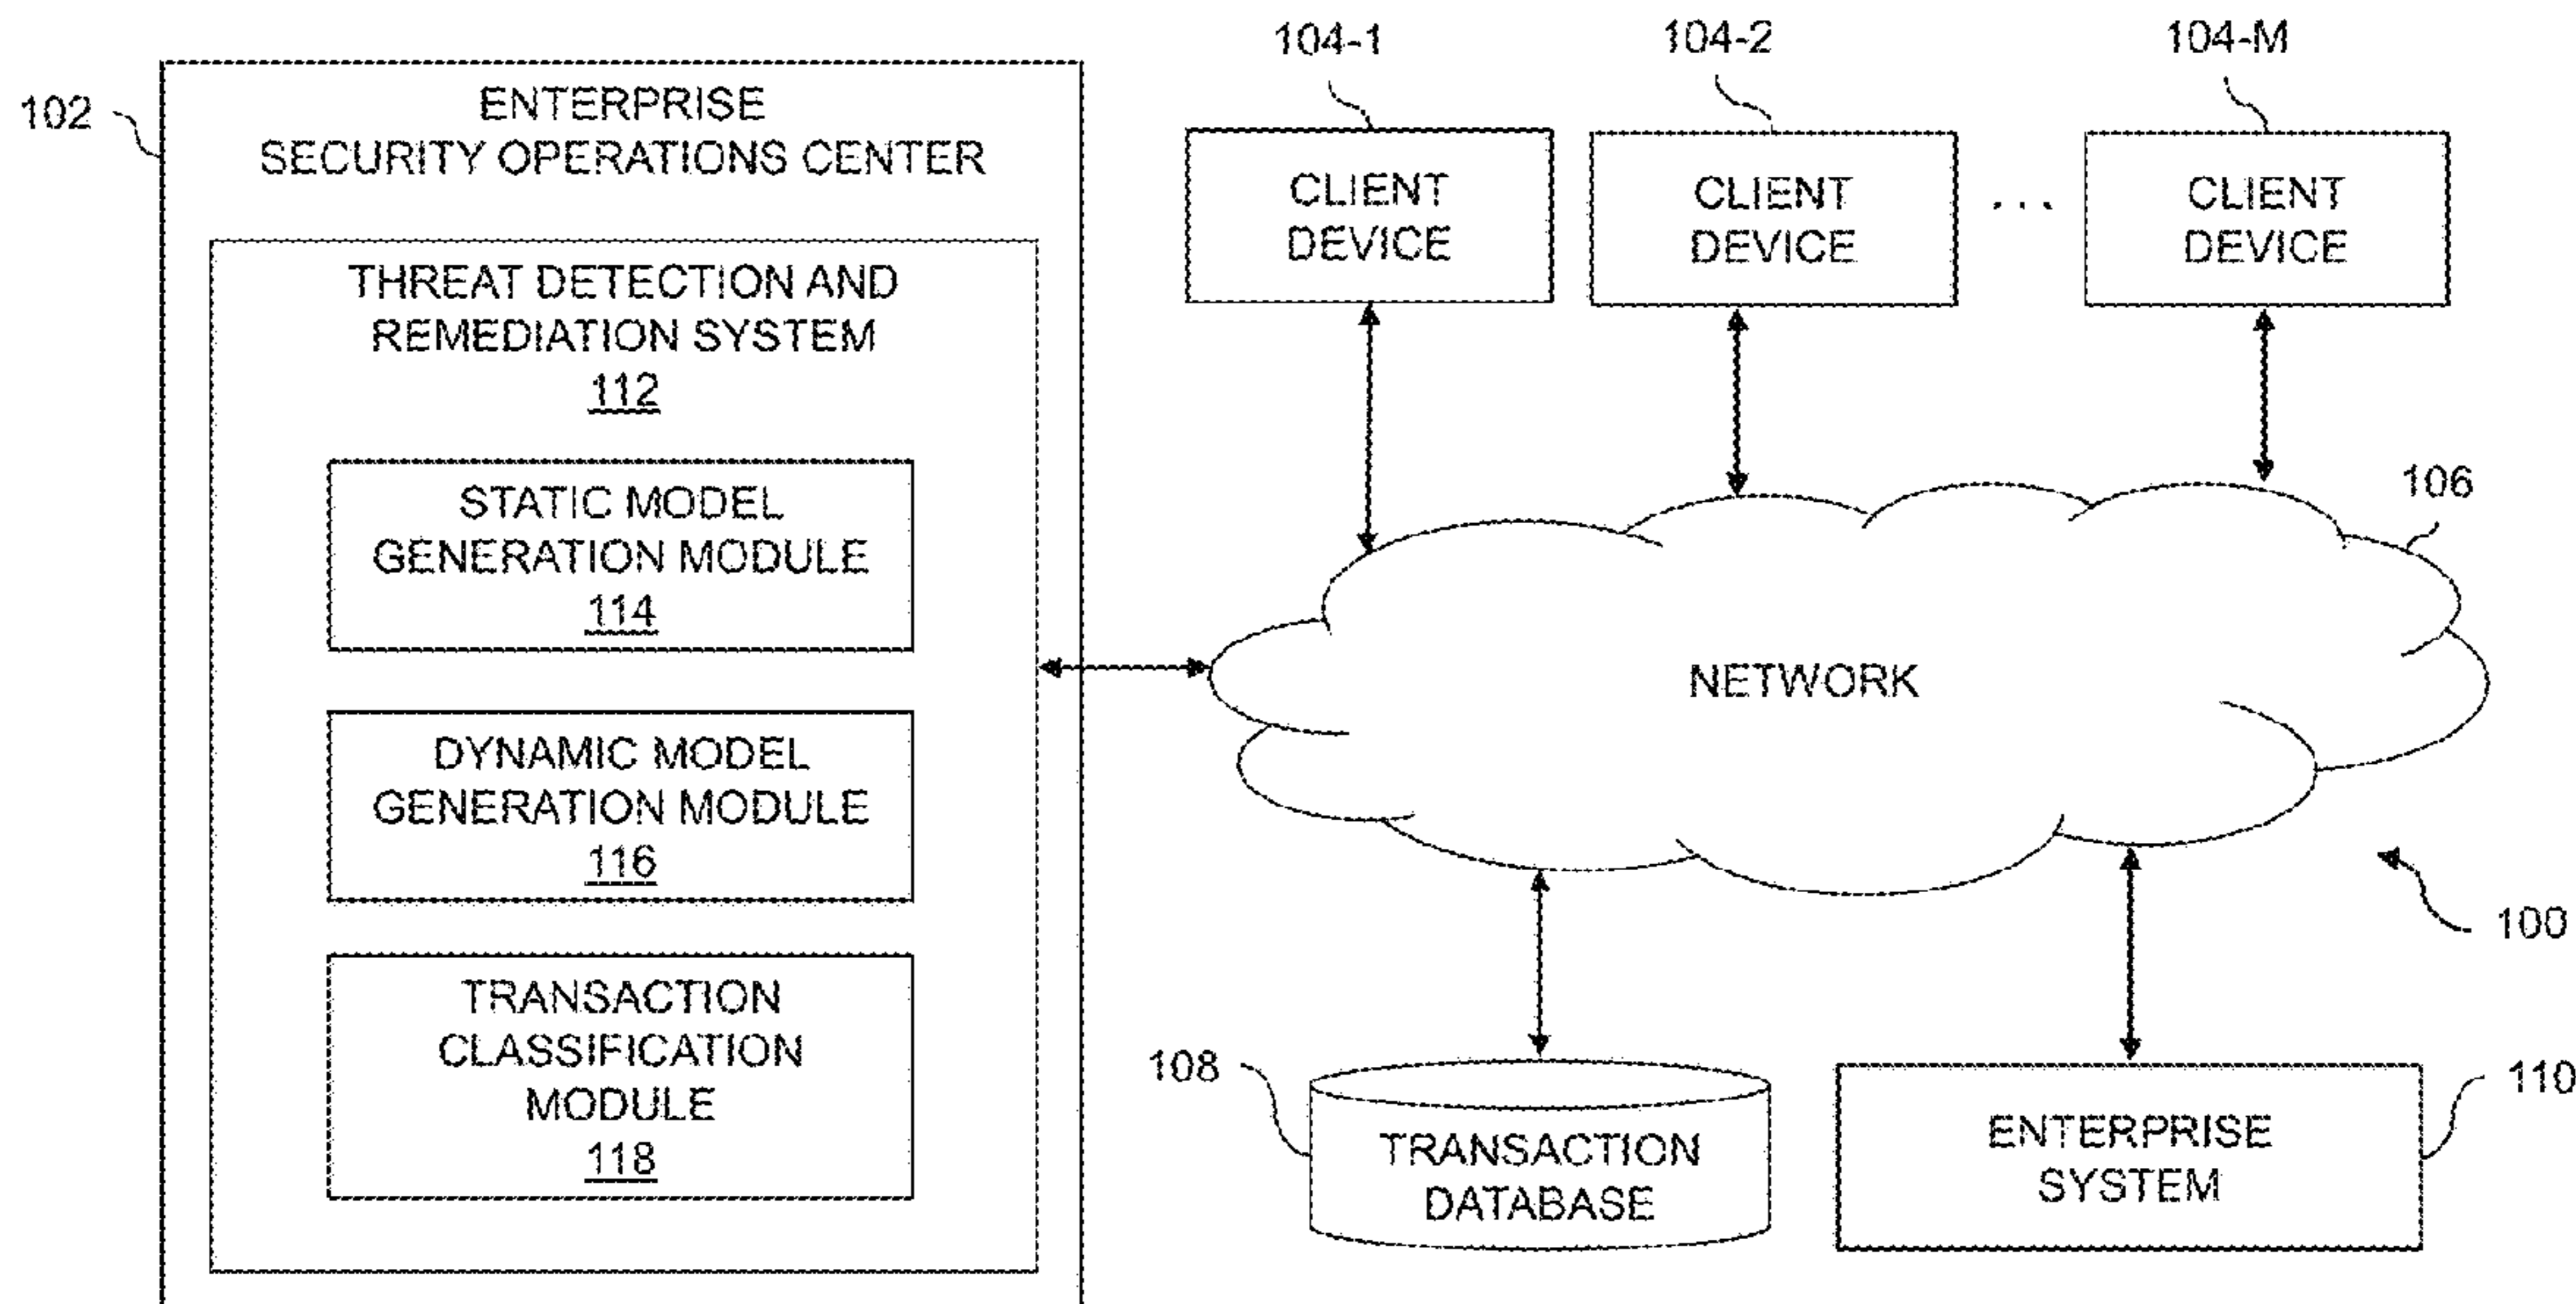 102
ENTERPRISE
SECURITY OPERATIONS CENTER
THREAT DETECTION AND
REMEDIATION SYSTEM
112
STATIC MODEL
GENERATION MODULE
114
DYNAMIC MODEL
GENERATION MODULE
116
TRANSACTION
CLASSIFICATION
MODULE
118
104-1
CLIENT
DEVICE
104-2
CLIENT
DEVICE
...
104-M
CLIENT
DEVICE
106
NETWORK
100
108
TRANSACTION
DATABASE
110
ENTERPRISE
SYSTEM